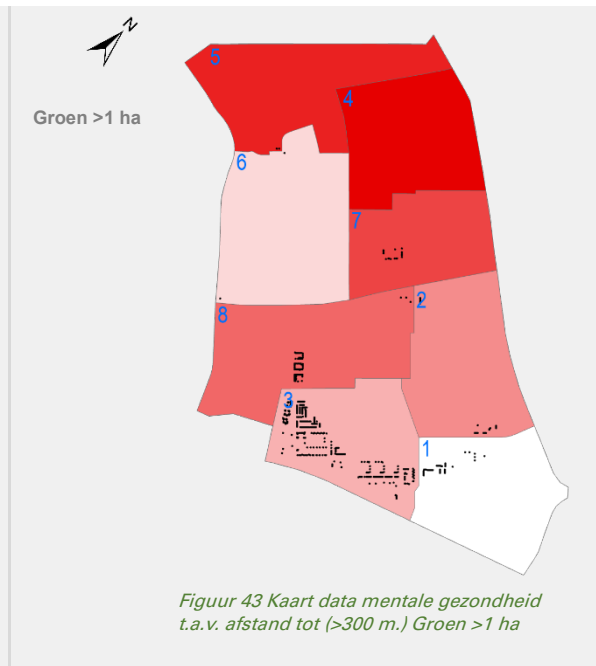 N
Groen >1 ha
5
4
6
7
2
8
3
1
Figuur 43 Kaart data mentale gezondheid
t.a.v. afstand tot (>300 m.) Groen >1 ha